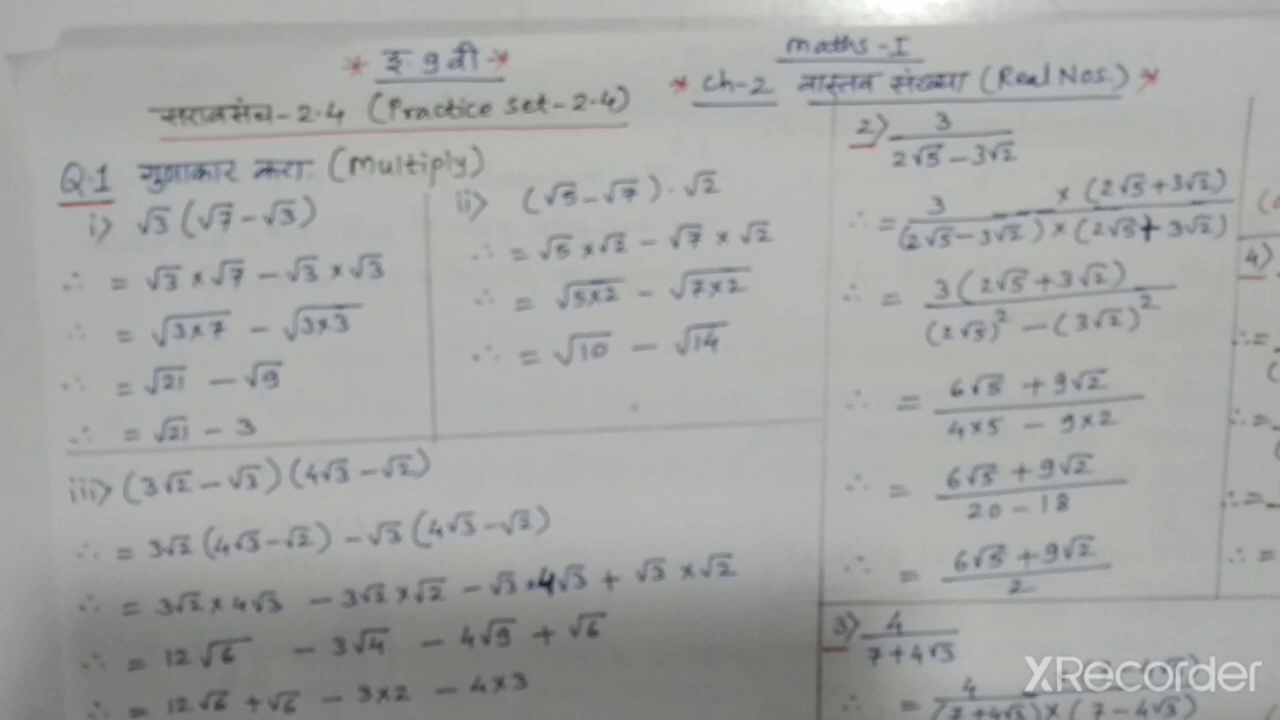 * इ. 9 वी *
maths-I
सरावसंच-2.4 (Practice set-2.4)
* ch-2 वास्तव संख्या (Real Nos.) *
Q.1 गुणाकार करा. (Multiply)
i) √3 (√7 - √3)
∴ = √3 × √7 - √3 × √3
∴ = √3×7 - √3×3
∴ = √21 - √9
∴ = √21 - 3
ii) (√5 - √7) · √2
∴ = √5 × √2 - √7 × √2
∴ = √5×2 - √7×2
∴ = √10 - √14
iii) (3√2 - √3) (4√3 - √2)
∴ = 3√2 (4√3 - √2) - √3 (4√3 - √2)
∴ = 3√2 × 4√3 - 3√2 × √2 - √3 × 4√3 + √3 × √2
∴ = 12√6 - 3√4 - 4√9 + √6
∴ = 12√6 + √6 - 3×2 - 4×3
2) 3
2√5 - 3√2
∴ = 3 × (2√5 + 3√2)
(2√5 - 3√2) × (2√5 + 3√2)
∴ = 3 (2√5 + 3√2)
(2√5)² - (3√2)²
∴ = 6√5 + 9√2
4×5 - 9×2
∴ = 6√5 + 9√2
20 - 18
∴ = 6√5 + 9√2
2
3) 4
7 + 4√3
∴ = 4
(7 + 4√3) × (7 - 4√3)
4)
∴ =
∴ =
∴ =
∴ =
XRecorder